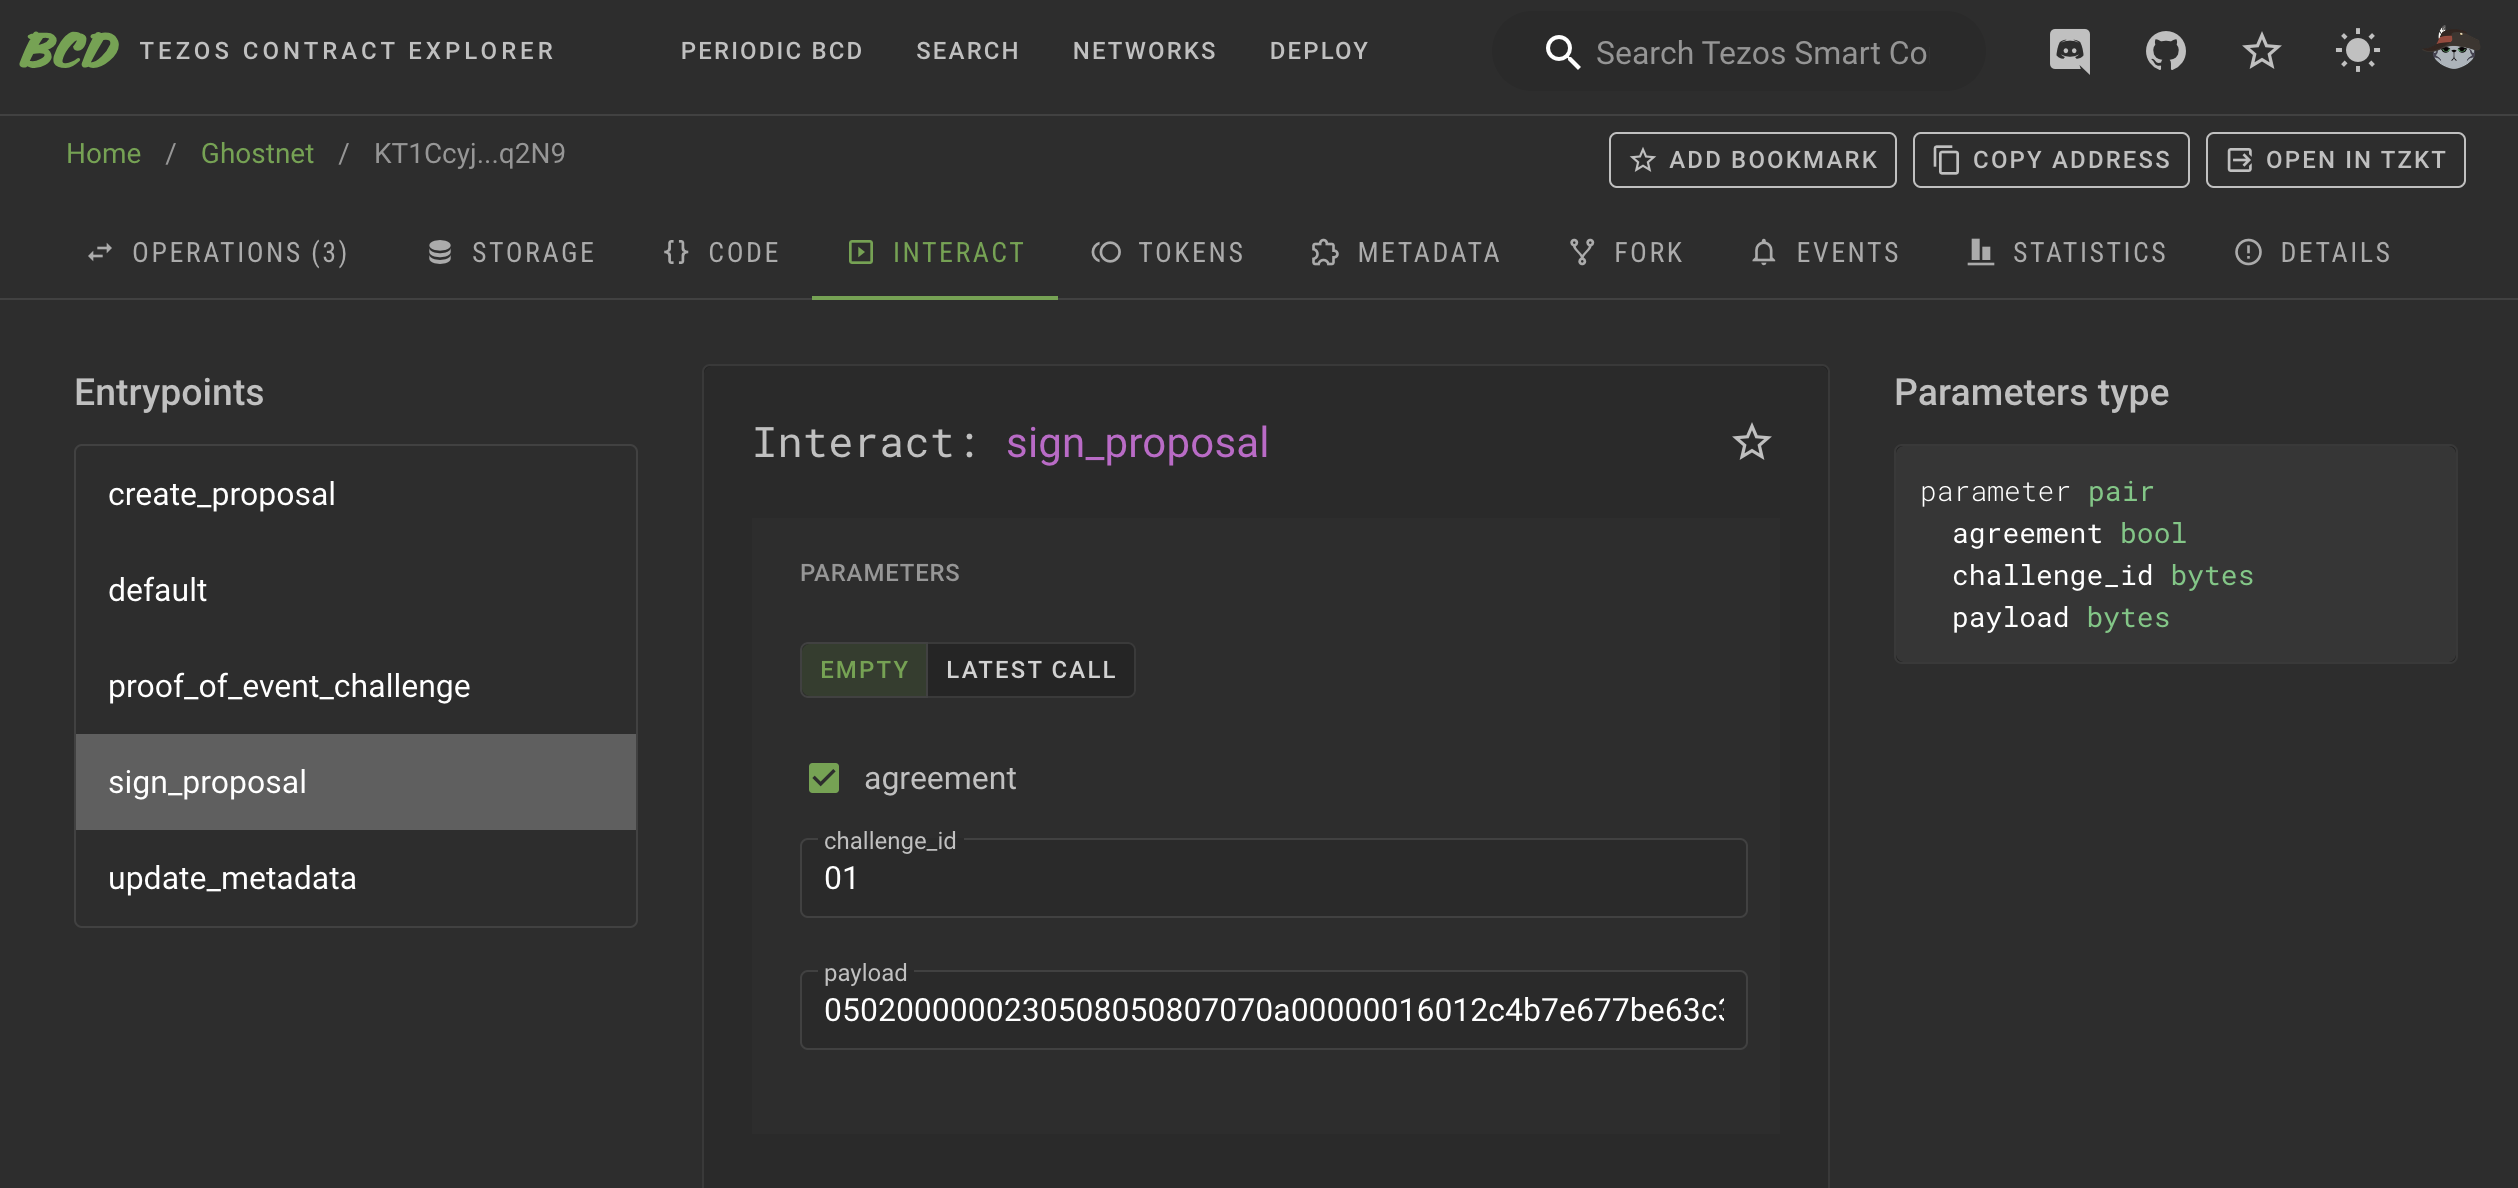 BCD TEZOS CONTRACT EXPLORER PERIODIC BCD SEARCH NETWORKS DEPLOY Search Tezos Smart Co
Home / Ghostnet / KT1Ccyj...q2N9 ADD BOOKMARK COPY ADDRESS OPEN IN TZKT
OPERATIONS (3) STORAGE {} CODE INTERACT TOKENS METADATA FORK EVENTS STATISTICS DETAILS
Entrypoints
create_proposal
default
proof_of_event_challenge
sign_proposal
update_metadata
Interact: sign_proposal
PARAMETERS
EMPTY LATEST CALL
agreement
challenge_id
01
payload
0502000000230508050807070a00000016012c4b7e677be63c
Parameters type
parameter pair
agreement bool
challenge_id bytes
payload bytes